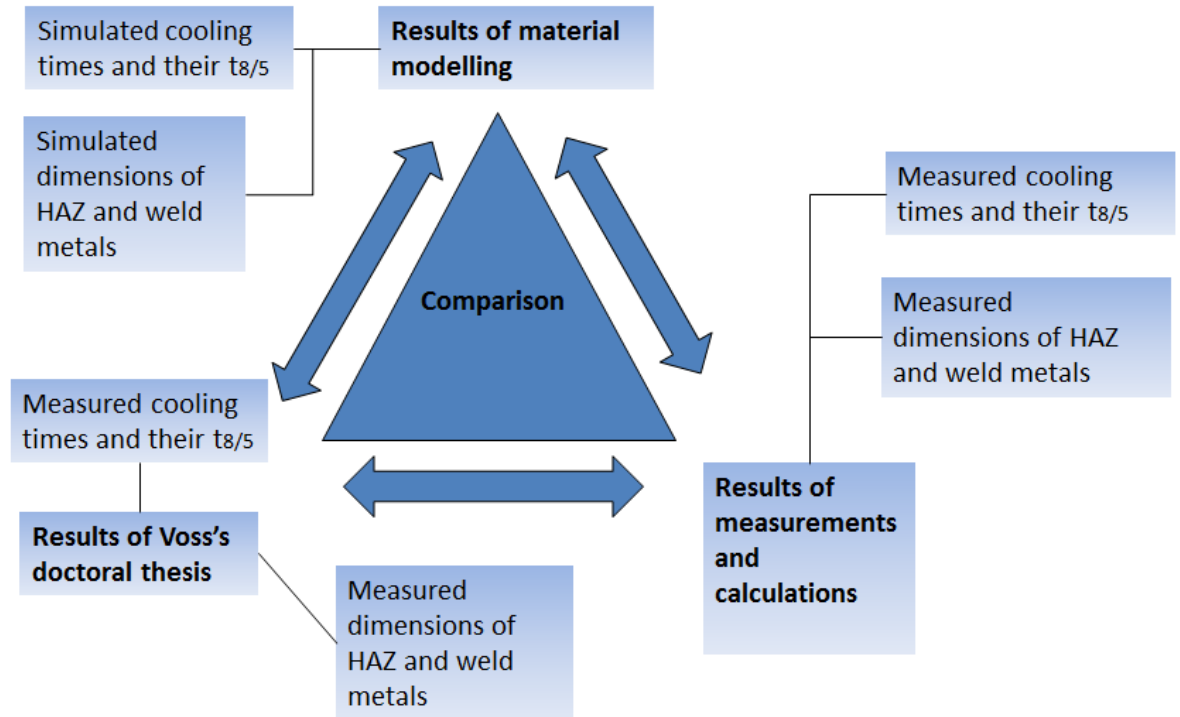 Simulated cooling
times and their t8/5
Results of material
modelling
Simulated
dimensions of
HAZ and weld
metals
Measured cooling
times and their t8/5
Measured
dimensions of HAZ
and weld metals
Comparison
Measured cooling
times and their t8/5
Results of Voss’s
doctoral thesis
Measured
dimensions of
HAZ and weld
metals
Results of
measurements
and
calculations